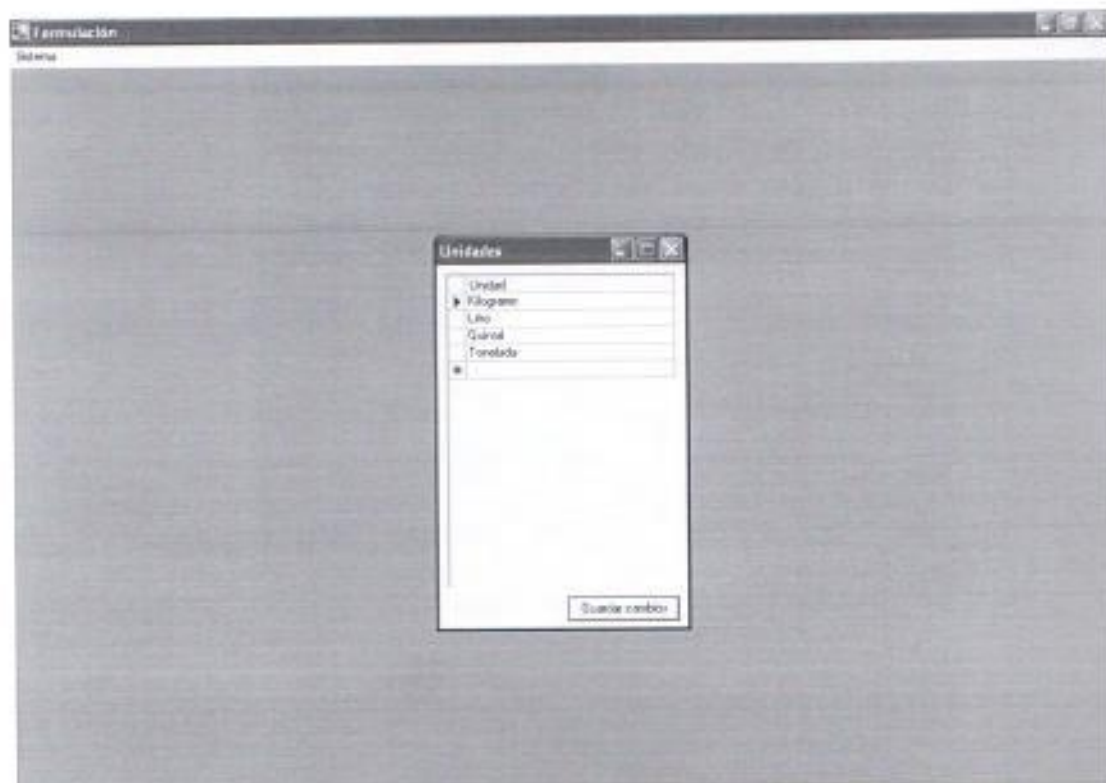 Formulación
Sistema
Unidades
Unidad
Kilogramo
Litro
Quintal
Tonelada
Guardar cambios